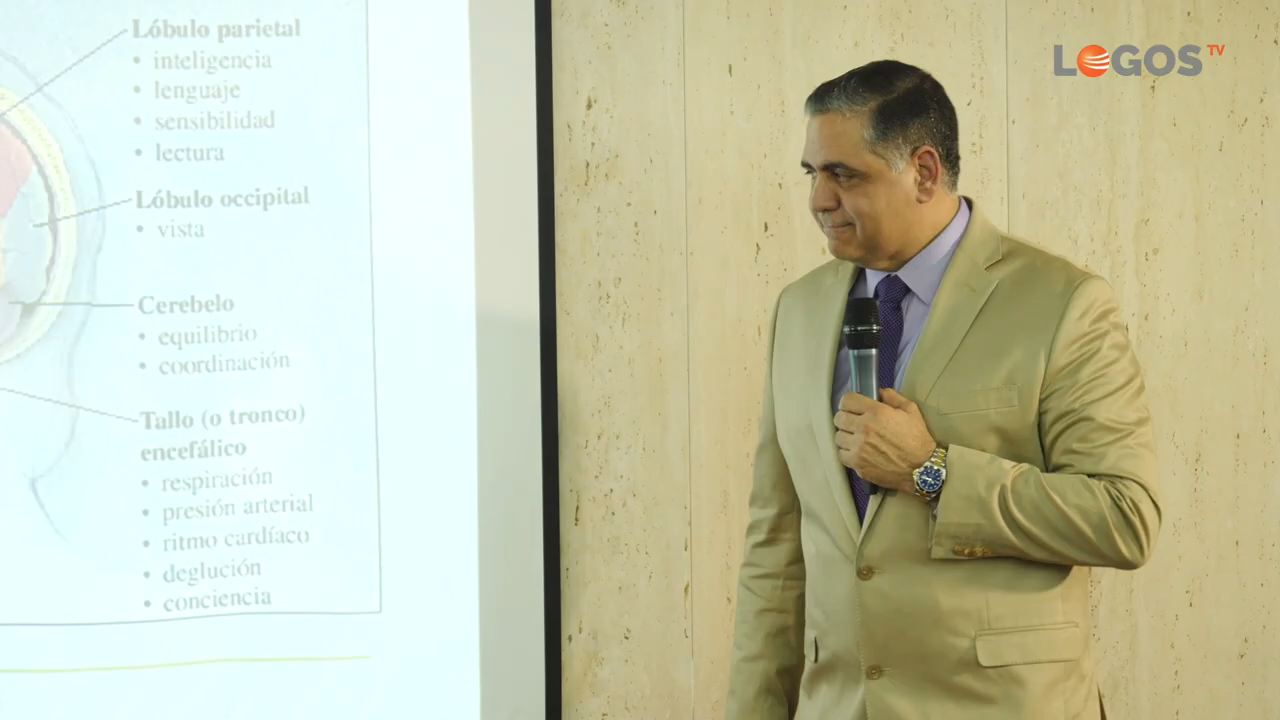 Lóbulo parietal
• inteligencia
• lenguaje
• sensibilidad
• lectura
Lóbulo occipital
• vista
Cerebelo
• equilibrio
• coordinación
Tallo (o tronco)
encefálico
• respiración
• presión arterial
• ritmo cardíaco
• deglución
• conciencia
LOGOS TV